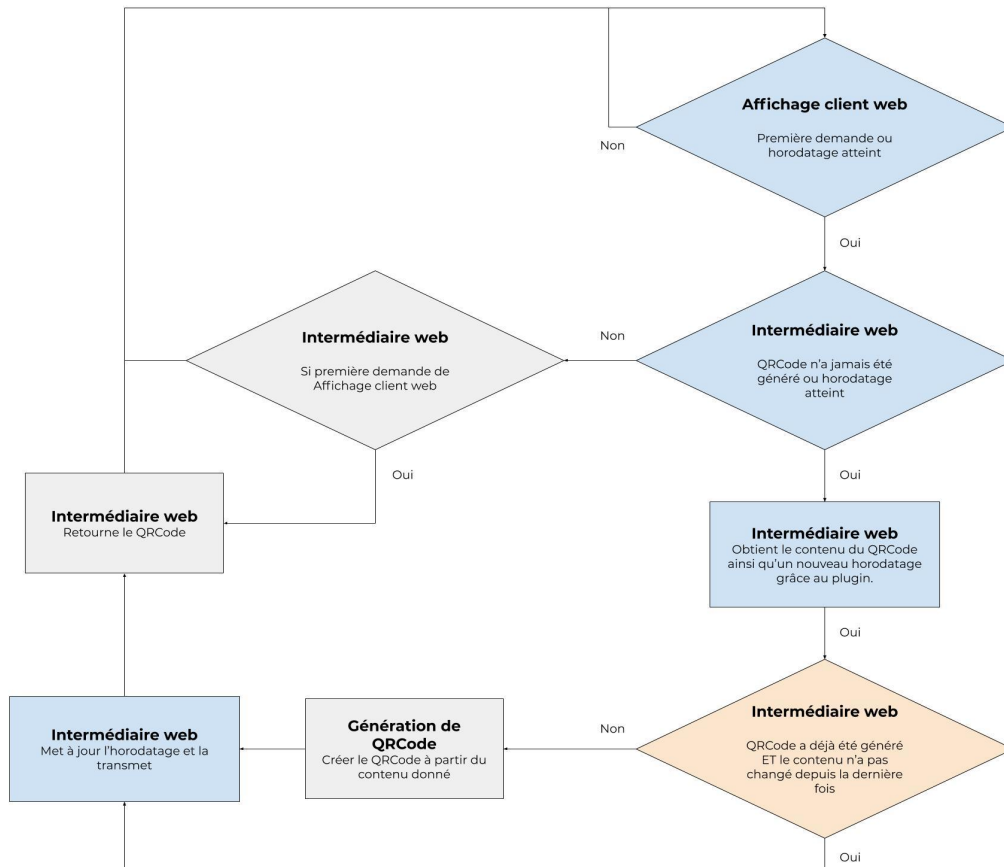 Affichage client web
Première demande ou
horodatage atteint
Non
Oui
Intermédiaire web
Si première demande de
Affichage client web
Non
Intermédiaire web
QRCode n'a jamais été
généré ou horodatage
atteint
Oui
Oui
Intermédiaire web
Retourne le QRCode
Intermédiaire web
Obtient le contenu du QRCode
ainsi qu'un nouveau horodatage
grâce au plugin.
Oui
Intermédiaire web
Met à jour l'horodatage et la
transmet
Génération de
QRCode
Créer le QRCode à partir du
contenu donné
Non
Intermédiaire web
QRCode a déjà été généré
ET le contenu n'a pas
changé depuis la dernière
fois
Oui